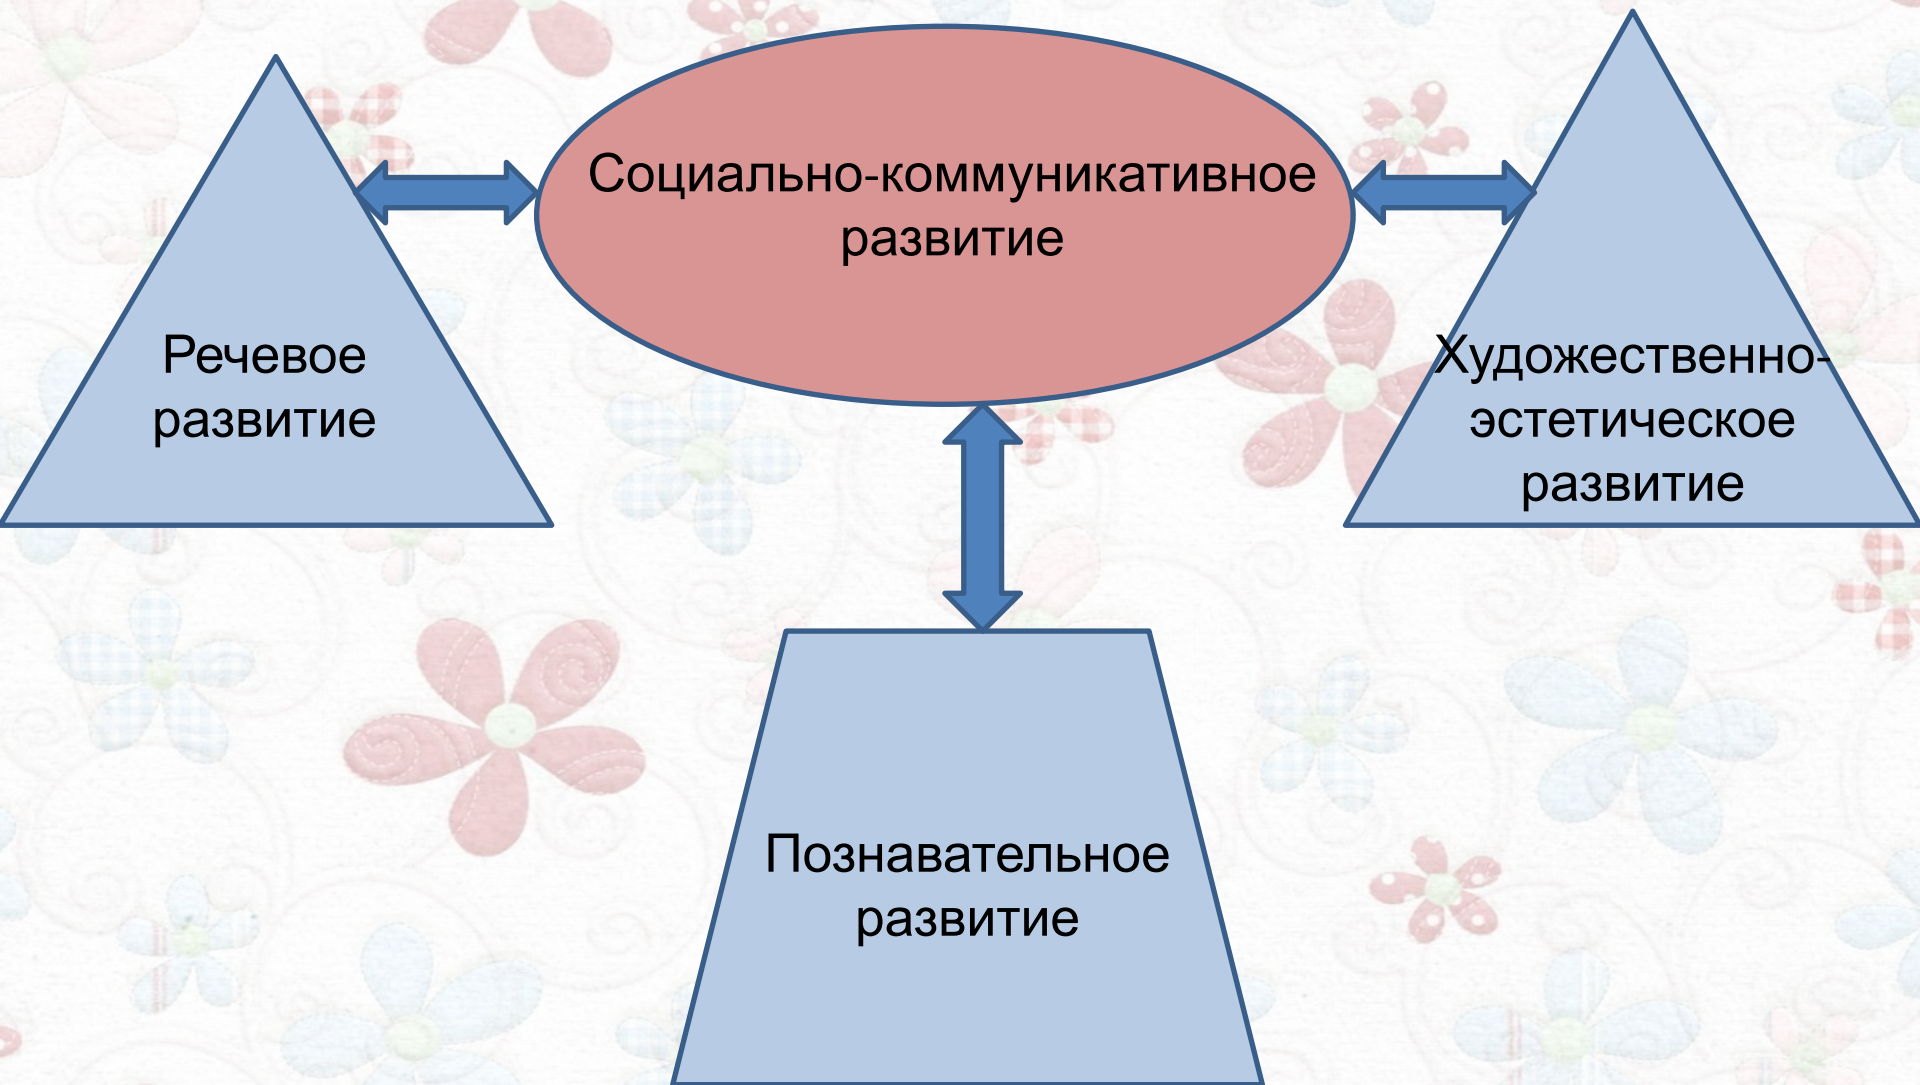 Социально-коммуникативное
развитие
Речевое
развитие
Художественно-
эстетическое
развитие
Познавательное
развитие